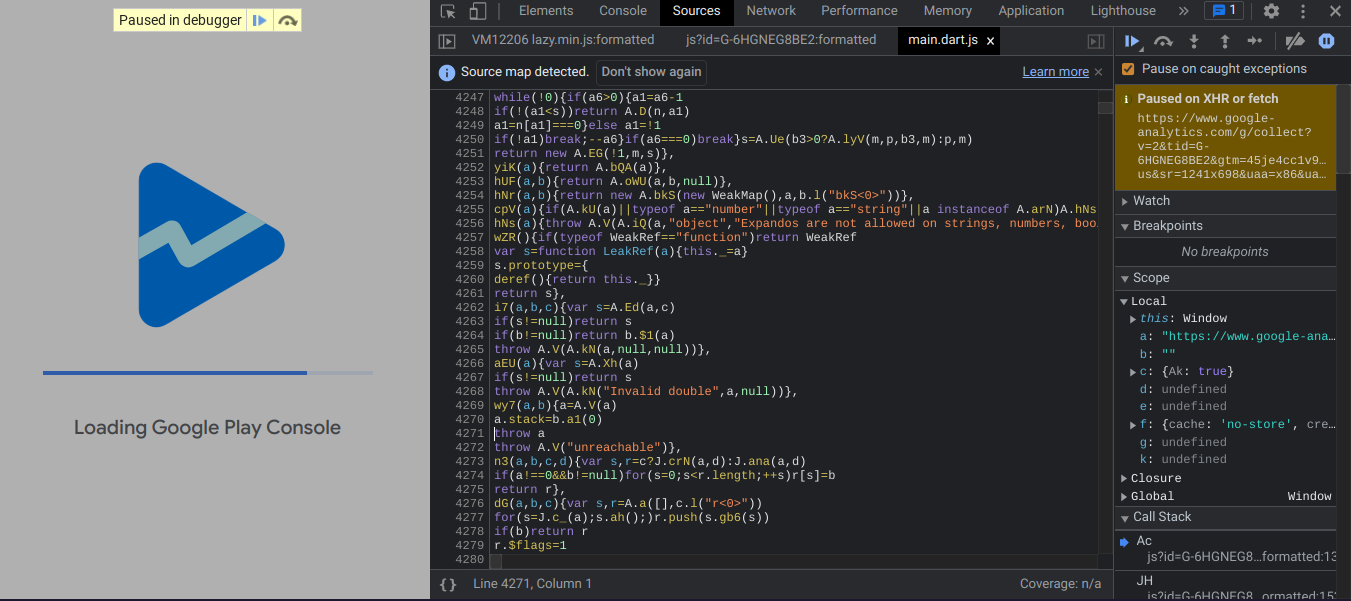 Paused in debugger
Loading Google Play Console
Elements Console Sources Network Performance Memory Application Lighthouse » 1
VM12206 lazy.min.js:formatted js?id=G-6HGNEG8BE2:formatted main.dart.js ×
i Source map detected. Don't show again Learn more ×
4247 while(!0){if(a6>0){a1=a6-1
4248 if(!(a1<s))return A.D(n,a1)
4249 a1=n[a1]===0}else a1=!1
4250 if(!a1)break;--a6}if(a6===0)break}s=A.Ue(b3>0?A.lyV(m,p,b3,m):p,m)
4251 return new A.EG(!1,m,s)},
4252 yiK(a){return A.bQA(a)},
4253 hUF(a,b){return A.oWU(a,b,null)},
4254 hNr(a,b){return new A.bkS(new WeakMap(),a,b.l("bkS<0>"))},
4255 cpV(a){if(A.kU(a)||typeof a=="number"||typeof a=="string"||a instanceof A.arN)A.hNs
4256 hNs(a){throw A.V(A.iQ(a,"object","Expandos are not allowed on strings, numbers, boo
4257 wZR(){if(typeof WeakRef=="function")return WeakRef
4258 var s=function LeakRef(a){this._=a}
4259 s.prototype={
4260 deref(){return this._}}
4261 return s},
4262 i7(a,b,c){var s=A.Ed(a,c)
4263 if(s!=null)return s
4264 if(b!=null)return b.$1(a)
4265 throw A.V(A.kN(a,null,null))},
4266 aEU(a){var s=A.Xh(a)
4267 if(s!=null)return s
4268 throw A.V(A.kN("Invalid double",a,null))},
4269 wy7(a,b){a=A.V(a)
4270 a.stack=b.a1(0)
4271 throw a
4272 throw A.V("unreachable")},
4273 n3(a,b,c,d){var s,r=c?J.crN(a,d):J.ana(a,d)
4274 if(a!==0&&b!=null)for(s=0;s<r.length;++s)r[s]=b
4275 return r},
4276 dG(a,b,c){var s,r=A.a([],c.l("r<0>"))
4277 for(s=J.c_(a);s.ah();)r.push(s.gb6(s))
4278 if(b)return r
4279 r.$flags=1
4280
{} Line 4271, Column 1 Coverage: n/a
Pause on caught exceptions
i Paused on XHR or fetch
https://www.google-
analytics.com/g/collect?
v=2&tid=G-
6HGNEG8BE2&gtm=45je4cc1v9…
us&sr=1241x698&uaa=x86&ua…
Watch
Breakpoints
No breakpoints
Scope
Local
this: Window
a: "https://www.google-ana…
b: ""
c: {Ak: true}
d: undefined
e: undefined
f: {cache: 'no-store', cre…
g: undefined
k: undefined
Closure
Global Window
Call Stack
Ac
js?id=G-6HGNEG8…formatted:13
JH
js?id=G-6HGNEG8…ormatted:15